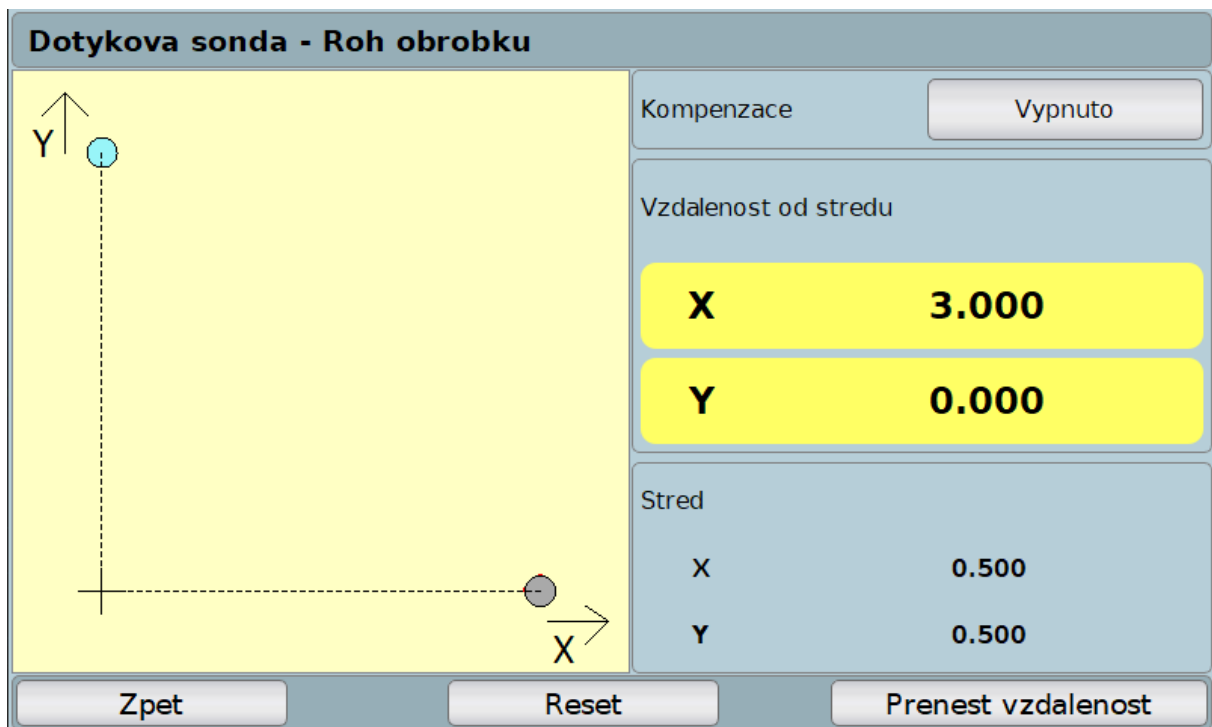 Dotykova sonda - Roh obrobku
Y
X
Kompenzace Vypnuto
Vzdalenost od stredu
X 3.000
Y 0.000
Stred
X 0.500
Y 0.500
Zpet Reset Prenest vzdalenost